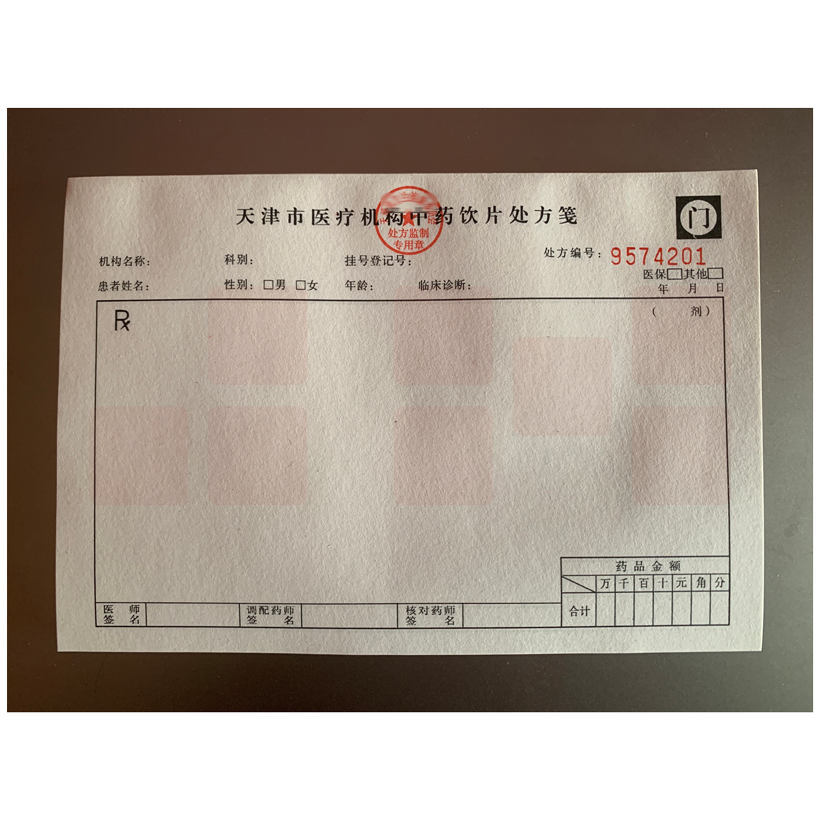 天津市医疗机构中药饮片处方笺
处方监制
专用章
门
处方编号：9574201
机构名称： 科别： 挂号登记号：
医保□其他□
患者姓名： 性别：□男 □女 年龄： 临床诊断：
年 月 日
Rx （ 剂）
药品金额
万千百十元角分
合计
医师签名 调配药师签名 核对药师签名